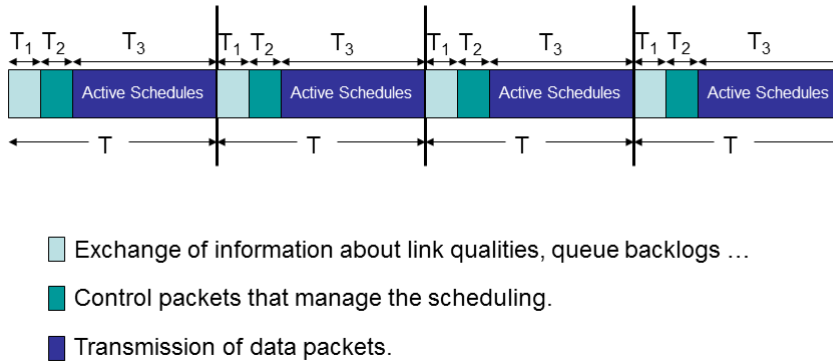 T1 T2 T3 T1 T2 T3 T1 T2 T3 T1 T2 T3
Active Schedules Active Schedules Active Schedules Active Schedules
T T T T
Exchange of information about link qualities, queue backlogs ...
Control packets that manage the scheduling.
Transmission of data packets.